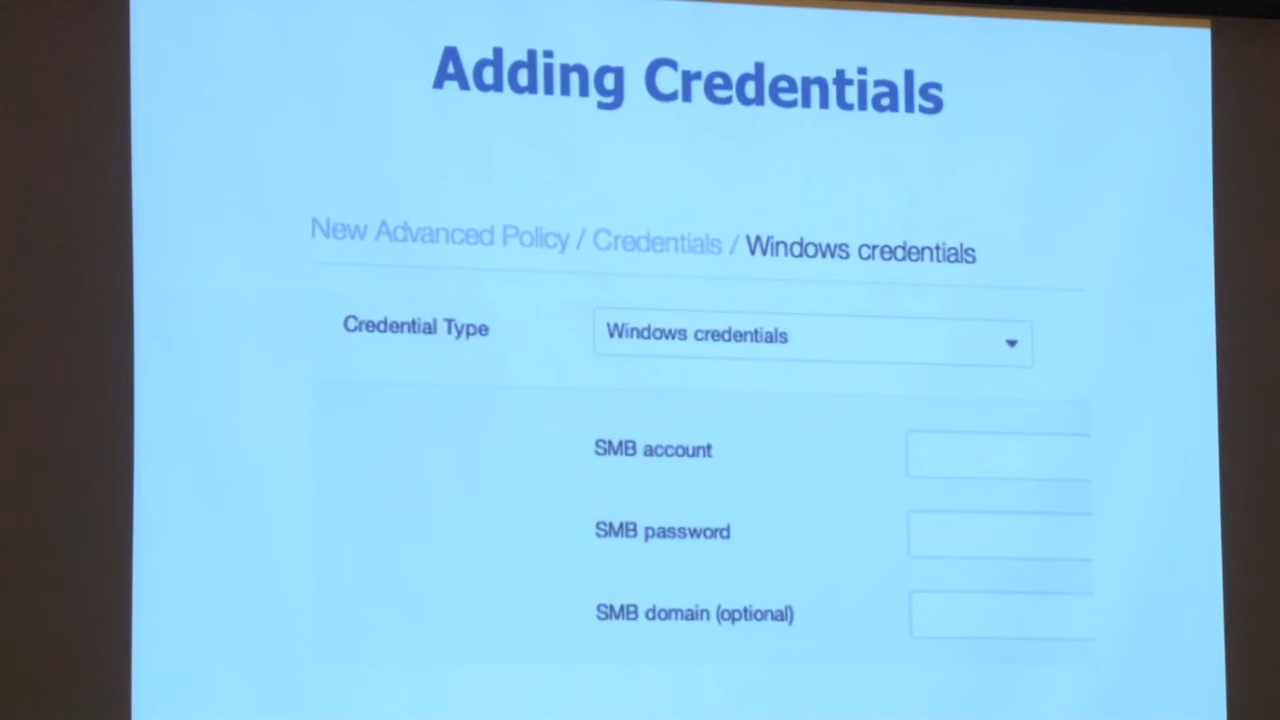 Adding Credentials
New Advanced Policy / Credentials / Windows credentials
Credential Type
Windows credentials
SMB account
SMB password
SMB domain (optional)